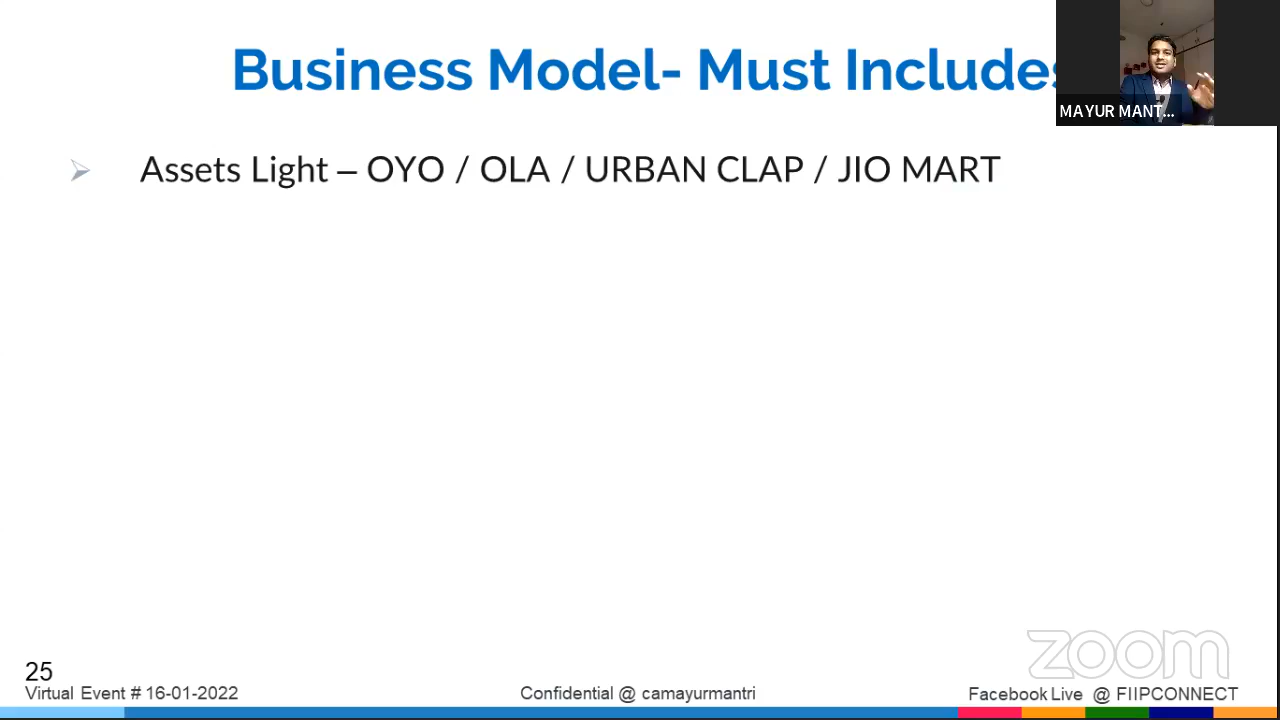 Business Model- Must Includes
MAYUR MANT...
Assets Light – OYO / OLA / URBAN CLAP / JIO MART
zoom
25
Virtual Event # 16-01-2022
Confidential @ camayurmantri
Facebook Live @ FIIPCONNECT